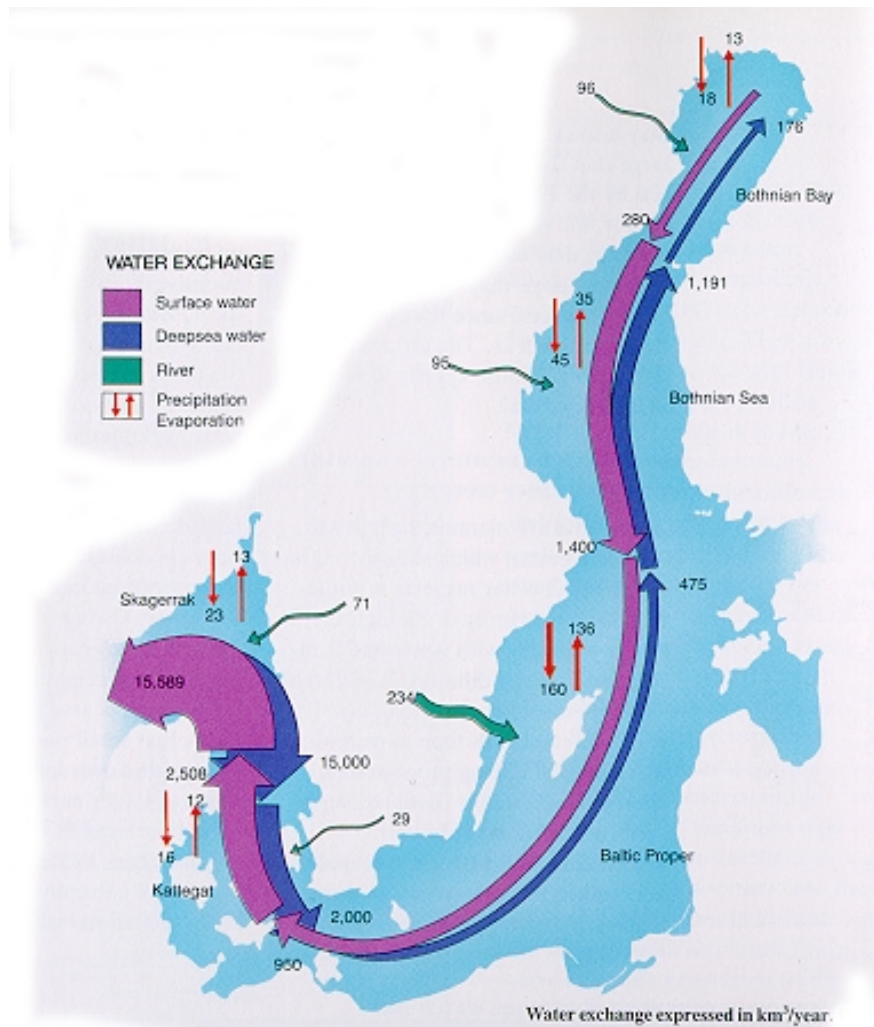 13
18
96
176
Bothnian Bay
280
WATER EXCHANGE
1,191
Surface water
35
Deepsea water
45
95
River
Precipitation
Evaporation
Bothnian Sea
1,400
13
475
Skagerrak
23
71
136
160
15,589
234
15,000
2,508
12
29
16
Baltic Proper
Kattegat
2,000
950
Water exchange expressed in km³/year.